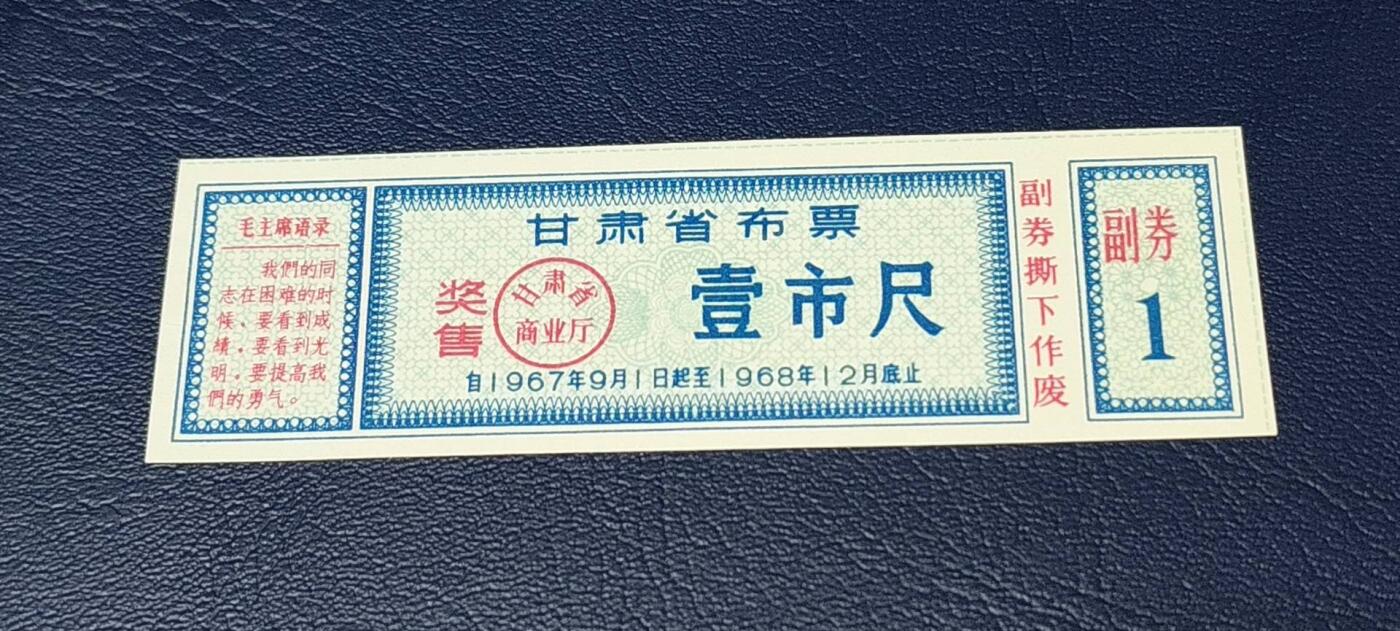 毛主席语录
我們的同
志在困难的时
候、要看到成
績，要看到光
明，要提高我
們的勇气。
甘肃省布票
奖售
甘肃省
商业厅
壹市尺
自1967年9月1日起至1968年12月底止
副券撕下作废
副券
1